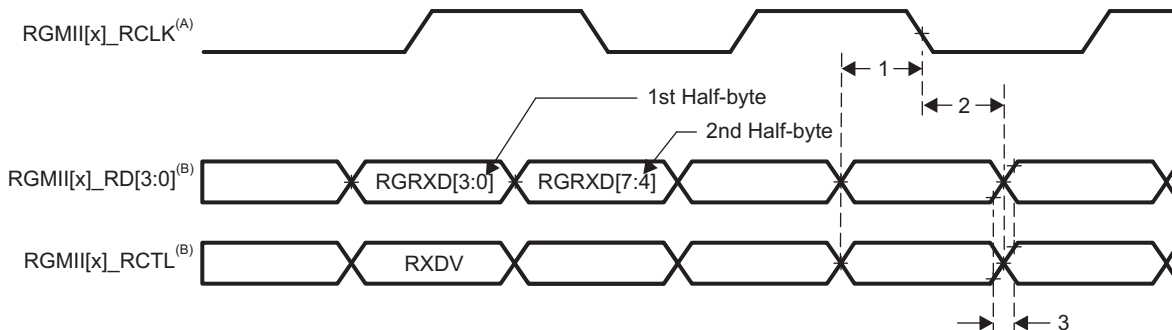 RGMII[x]_RCLK(A)
1
2
1st Half-byte
2nd Half-byte
RGMII[x]_RD[3:0](B)
RGRXD[3:0]
RGRXD[7:4]
RGMII[x]_RCTL(B)
RXDV
3